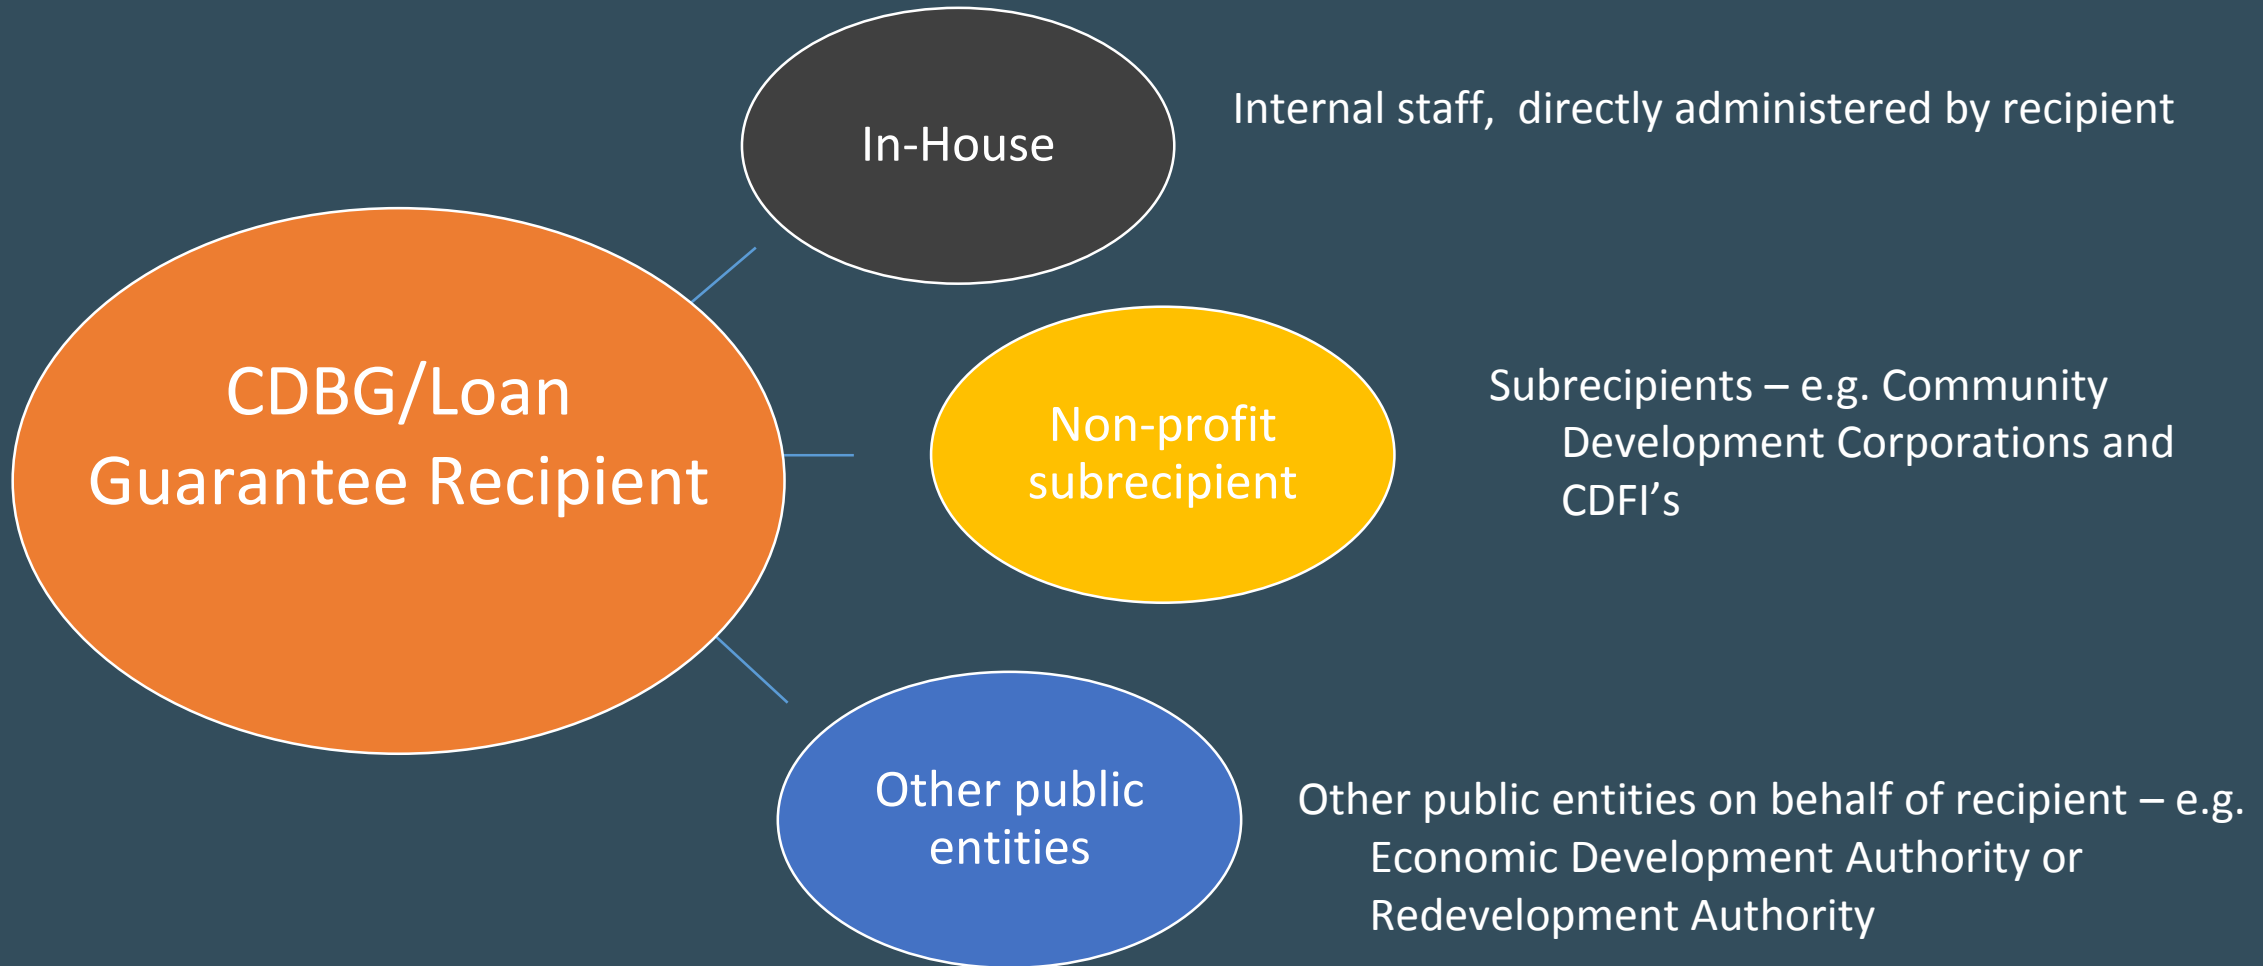 In-House
Internal staff,  directly administered by recipient
CDBG/Loan
Guarantee Recipient
Non-profit
subrecipient
Subrecipients – e.g. Community
Development Corporations and
CDFI’s
Other public
entities
Other public entities on behalf of recipient – e.g.
Economic Development Authority or
Redevelopment Authority